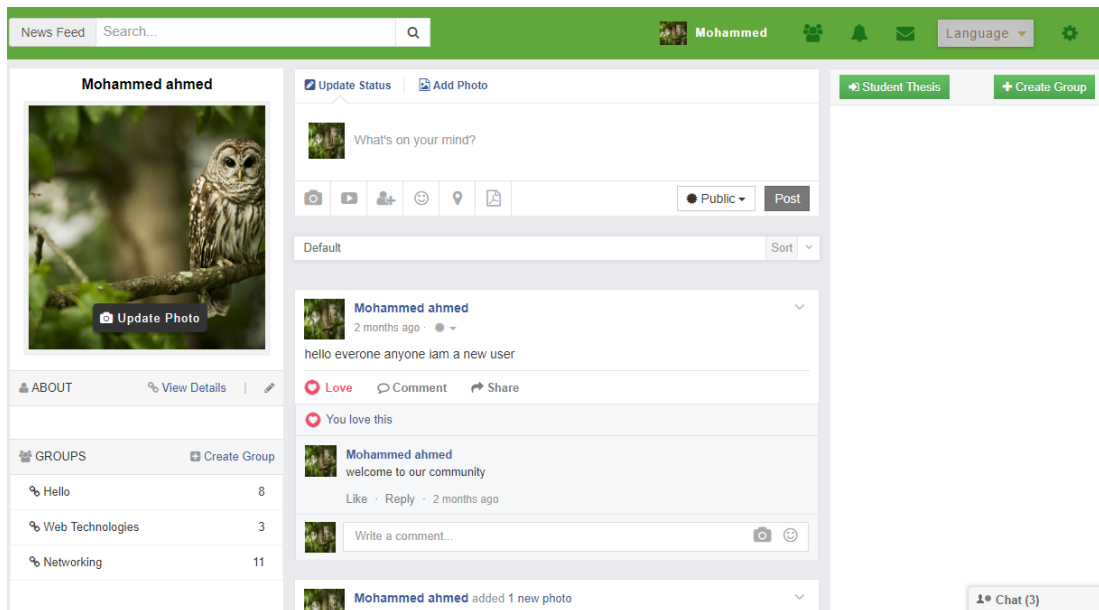 News Feed Search... Mohammed Language
Mohammed ahmed
Update Photo
ABOUT View Details |
GROUPS Create Group
Hello 8
Web Technologies 3
Networking 11
Update Status Add Photo
What's on your mind?
Public Post
Default Sort
Mohammed ahmed
2 months ago ·
hello everone anyone iam a new user
Love Comment Share
You love this
Mohammed ahmed
welcome to our community
Like · Reply · 2 months ago
Write a comment...
Mohammed ahmed added 1 new photo
Student Thesis Create Group
Chat (3)